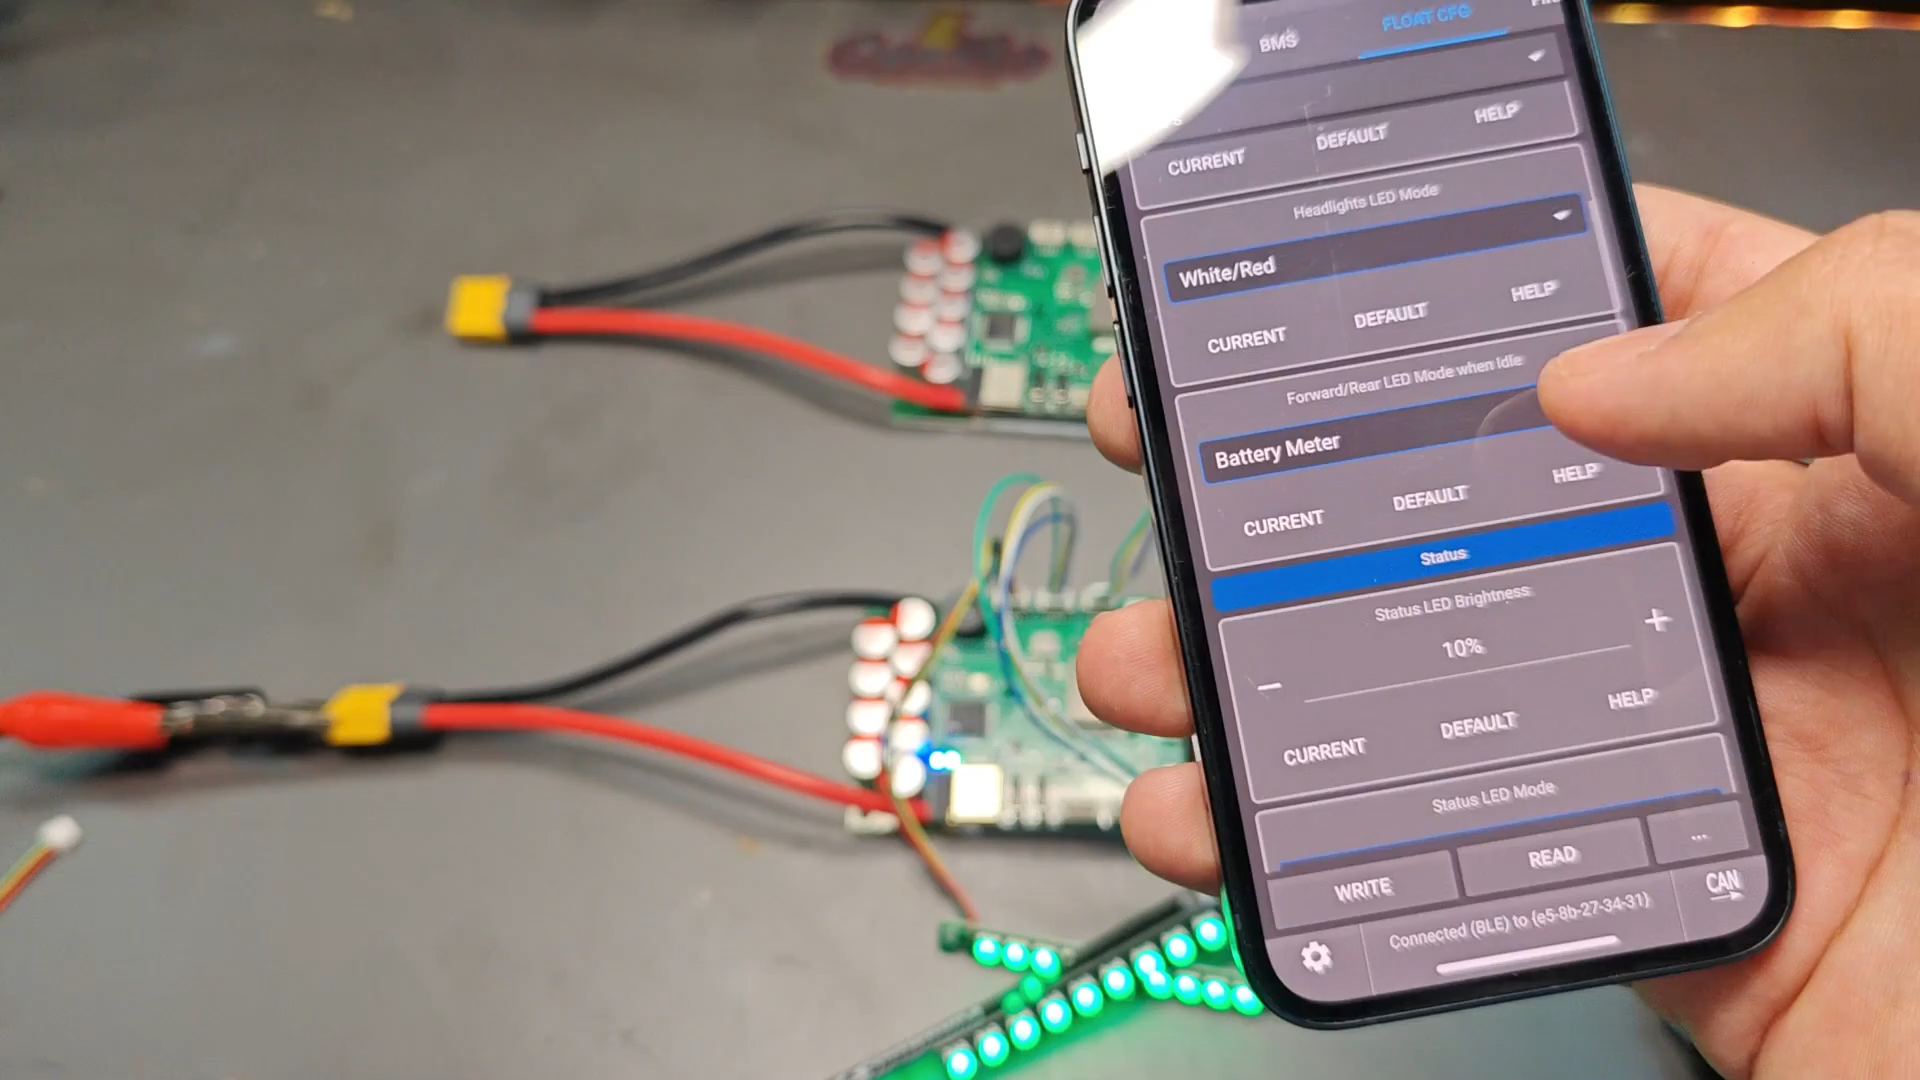 BMS
FLOAT CFG
CURRENT
DEFAULT
HELP
Headlights LED Mode
White/Red
CURRENT
DEFAULT
HELP
Forward/Rear LED Mode when Idle
Battery Meter
CURRENT
DEFAULT
HELP
Status
Status LED Brightness
10%
CURRENT
DEFAULT
HELP
Status LED Mode
WRITE
READ
...
Connected (BLE) to (e5-8b-27-34-31)
CAN